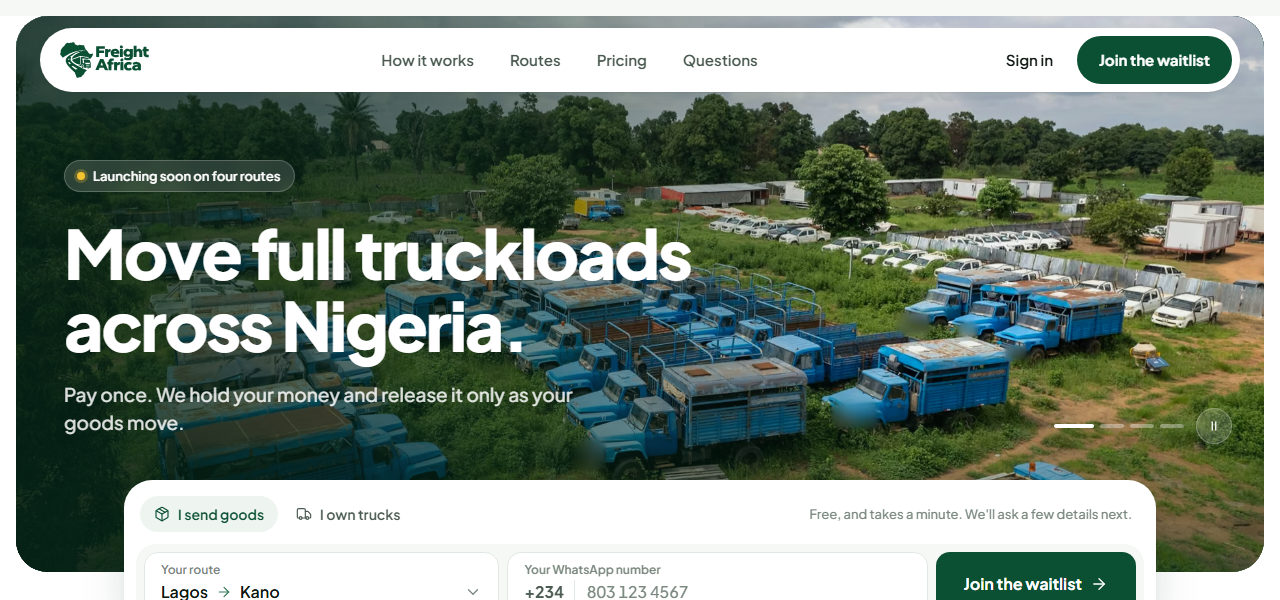 Freight
Africa
How it works
Routes
Pricing
Questions
Sign in
Join the waitlist
Launching soon on four routes
Move full truckloads
across Nigeria.
Pay once. We hold your money and release it only as your
goods move.
I send goods
I own trucks
Free, and takes a minute. We'll ask a few details next.
Your route
Lagos → Kano
Your WhatsApp number
+234 803 123 4567
Join the waitlist →